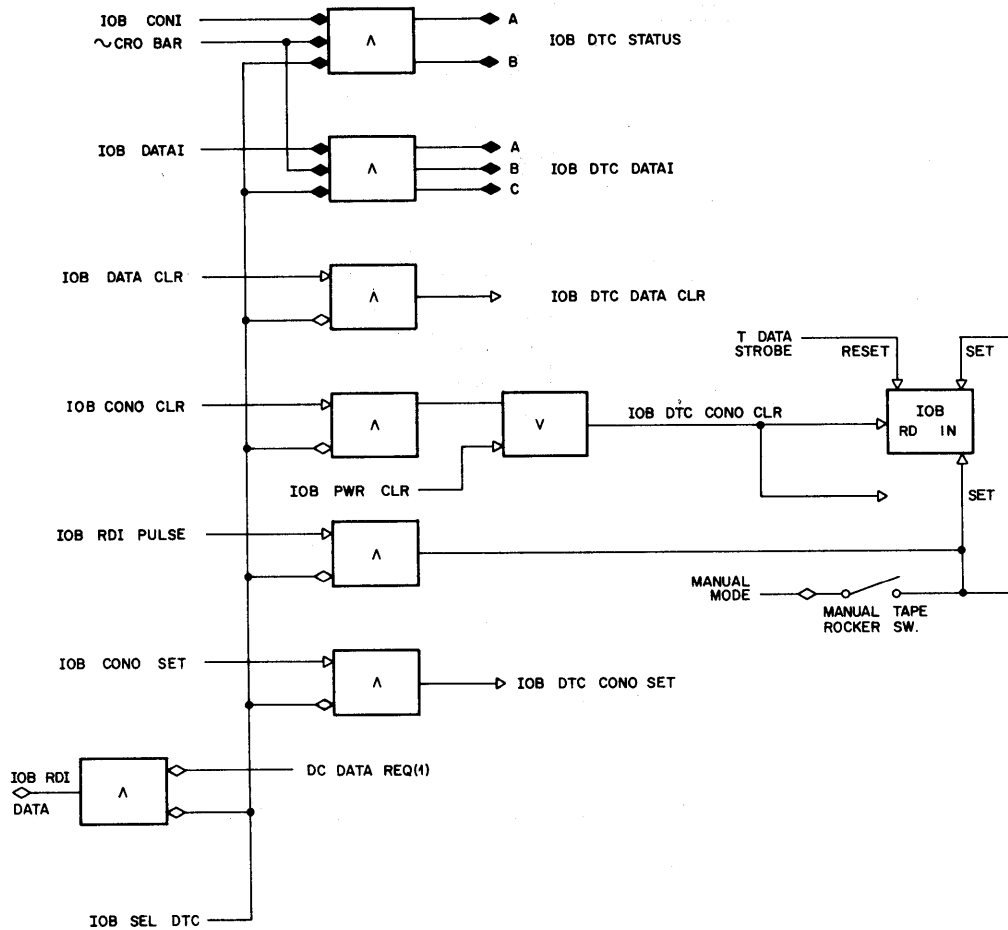 IOB CONI
A
~CRO BAR
∧
IOB DTC STATUS
B
IOB DATAI
A
∧
B
IOB DTC DATAI
C
IOB DATA CLR
∧
IOB DTC DATA CLR
T DATA
STROBE
RESET
SET
IOB CONO CLR
∧
∨
IOB DTC CONO CLR
IOB
RD IN
IOB PWR CLR
SET
IOB RDI PULSE
∧
MANUAL
MODE
MANUAL TAPE
ROCKER SW.
IOB CONO SET
∧
IOB DTC CONO SET
IOB RDI
DATA
∧
DC DATA REQ(1)
IOB SEL DTC